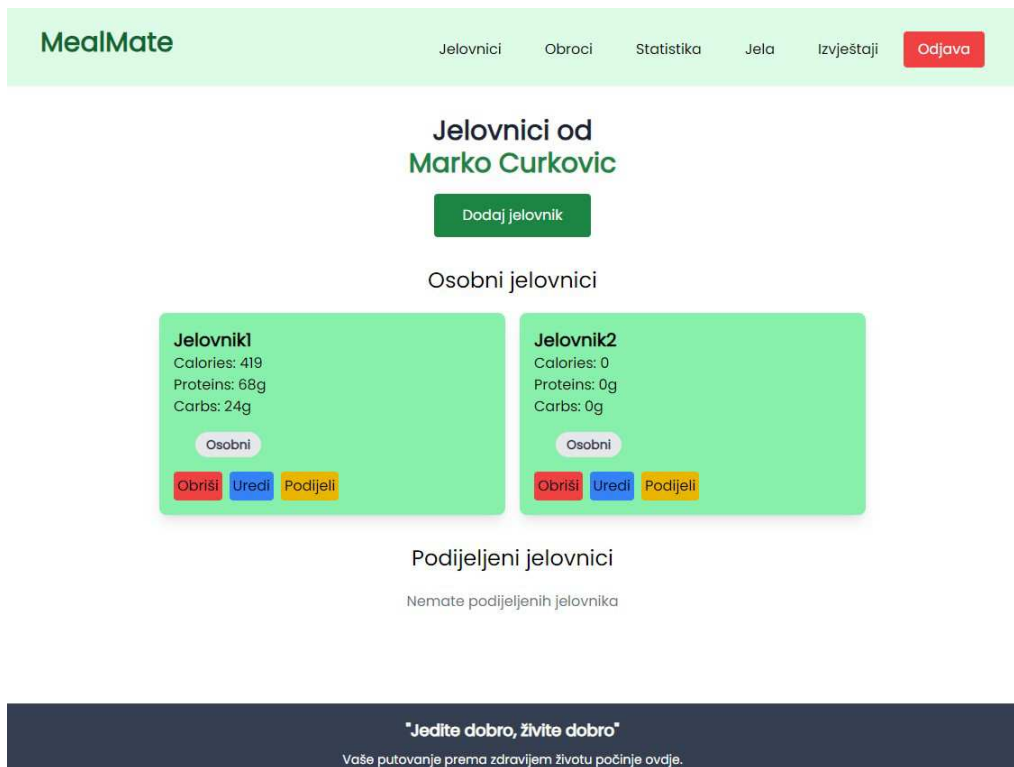 MealMate
Jelovnici Obroci Statistika Jela Izvještaji Odjava
Jelovnici od
Marko Curkovic
Dodaj jelovnik
Osobni jelovnici
Jelovnik1
Calories: 419
Proteins: 68g
Carbs: 24g
Osobni
Obriši Uredi Podijeli
Jelovnik2
Calories: 0
Proteins: 0g
Carbs: 0g
Osobni
Obriši Uredi Podijeli
Podijeljeni jelovnici
Nemate podijeljenih jelovnika
"Jedite dobro, živite dobro"
Vaše putovanje prema zdravijem životu počinje ovdje.